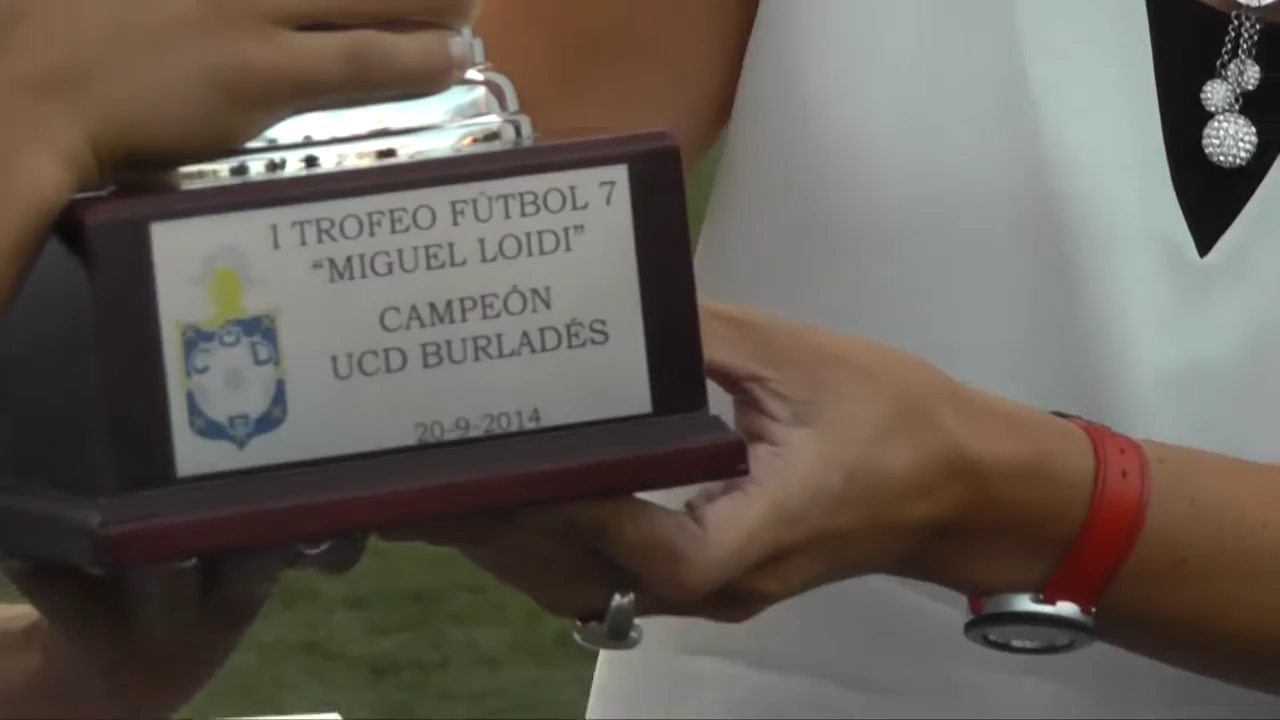 I TROFEO FÚTBOL 7
“MIGUEL LOIDI”
CAMPEÓN
UCD BURLADÉS
20-9-2014